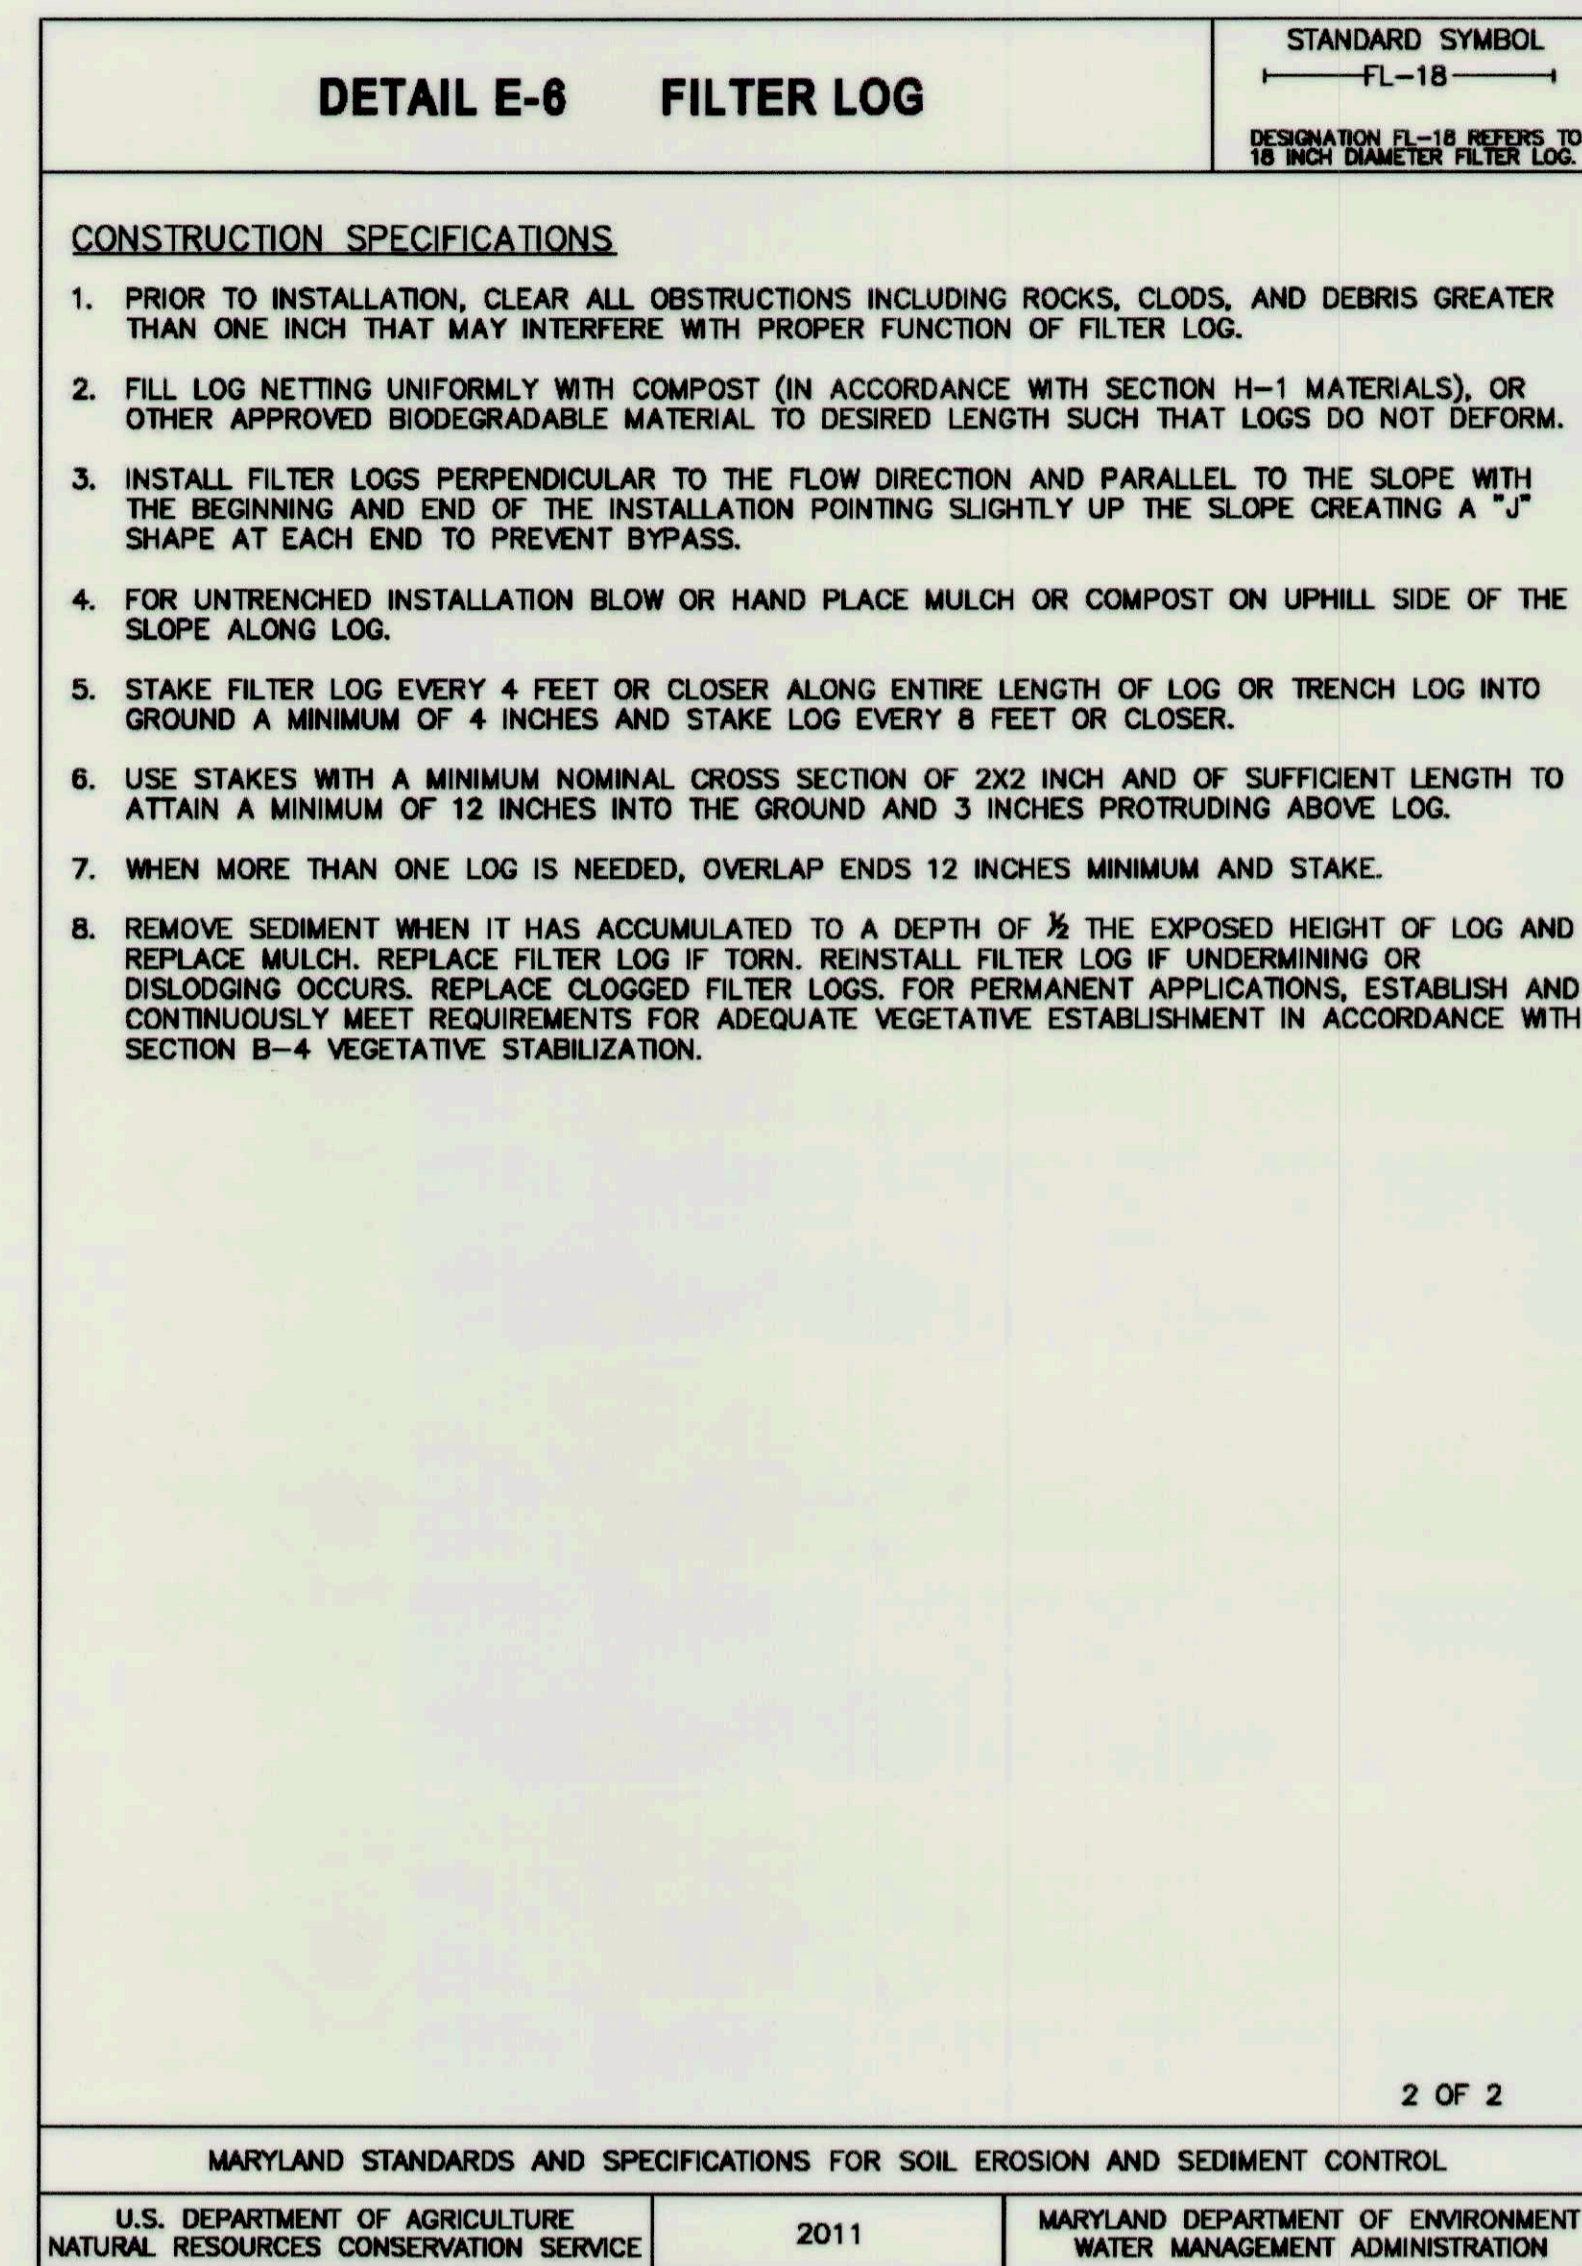 DETAIL E-6 FILTER LOG
STANDARD SYMBOL
FL-18
DESIGNATION FL-18 REFERS TO
18 INCH DIAMETER FILTER LOG.
CONSTRUCTION SPECIFICATIONS
1. PRIOR TO INSTALLATION, CLEAR ALL OBSTRUCTIONS INCLUDING ROCKS, CLODS, AND DEBRIS GREATER
THAN ONE INCH THAT MAY INTERFERE WITH PROPER FUNCTION OF FILTER LOG.
2. FILL LOG NETTING UNIFORMLY WITH COMPOST (IN ACCORDANCE WITH SECTION H-1 MATERIALS), OR
OTHER APPROVED BIODEGRADABLE MATERIAL TO DESIRED LENGTH SUCH THAT LOGS DO NOT DEFORM.
3. INSTALL FILTER LOGS PERPENDICULAR TO THE FLOW DIRECTION AND PARALLEL TO THE SLOPE WITH
THE BEGINNING AND END OF THE INSTALLATION POINTING SLIGHTLY UP THE SLOPE CREATING A "J"
SHAPE AT EACH END TO PREVENT BYPASS.
4. FOR UNTRENCHED INSTALLATION BLOW OR HAND PLACE MULCH OR COMPOST ON UPHILL SIDE OF THE
SLOPE ALONG LOG.
5. STAKE FILTER LOG EVERY 4 FEET OR CLOSER ALONG ENTIRE LENGTH OF LOG OR TRENCH LOG INTO
GROUND A MINIMUM OF 4 INCHES AND STAKE LOG EVERY 8 FEET OR CLOSER.
6. USE STAKES WITH A MINIMUM NOMINAL CROSS SECTION OF 2X2 INCH AND OF SUFFICIENT LENGTH TO
ATTAIN A MINIMUM OF 12 INCHES INTO THE GROUND AND 3 INCHES PROTRUDING ABOVE LOG.
7. WHEN MORE THAN ONE LOG IS NEEDED, OVERLAP ENDS 12 INCHES MINIMUM AND STAKE.
8. REMOVE SEDIMENT WHEN IT HAS ACCUMULATED TO A DEPTH OF ½ THE EXPOSED HEIGHT OF LOG AND
REPLACE MULCH. REPLACE FILTER LOG IF TORN. REINSTALL FILTER LOG IF UNDERMINING OR
DISLODGING OCCURS. REPLACE CLOGGED FILTER LOGS. FOR PERMANENT APPLICATIONS, ESTABLISH AND
CONTINUOUSLY MEET REQUIREMENTS FOR ADEQUATE VEGETATIVE ESTABLISHMENT IN ACCORDANCE WITH
SECTION B-4 VEGETATIVE STABILIZATION.
2 OF 2
MARYLAND STANDARDS AND SPECIFICATIONS FOR SOIL EROSION AND SEDIMENT CONTROL
U.S. DEPARTMENT OF AGRICULTURE
NATURAL RESOURCES CONSERVATION SERVICE
2011
MARYLAND DEPARTMENT OF ENVIRONMENT
WATER MANAGEMENT ADMINISTRATION